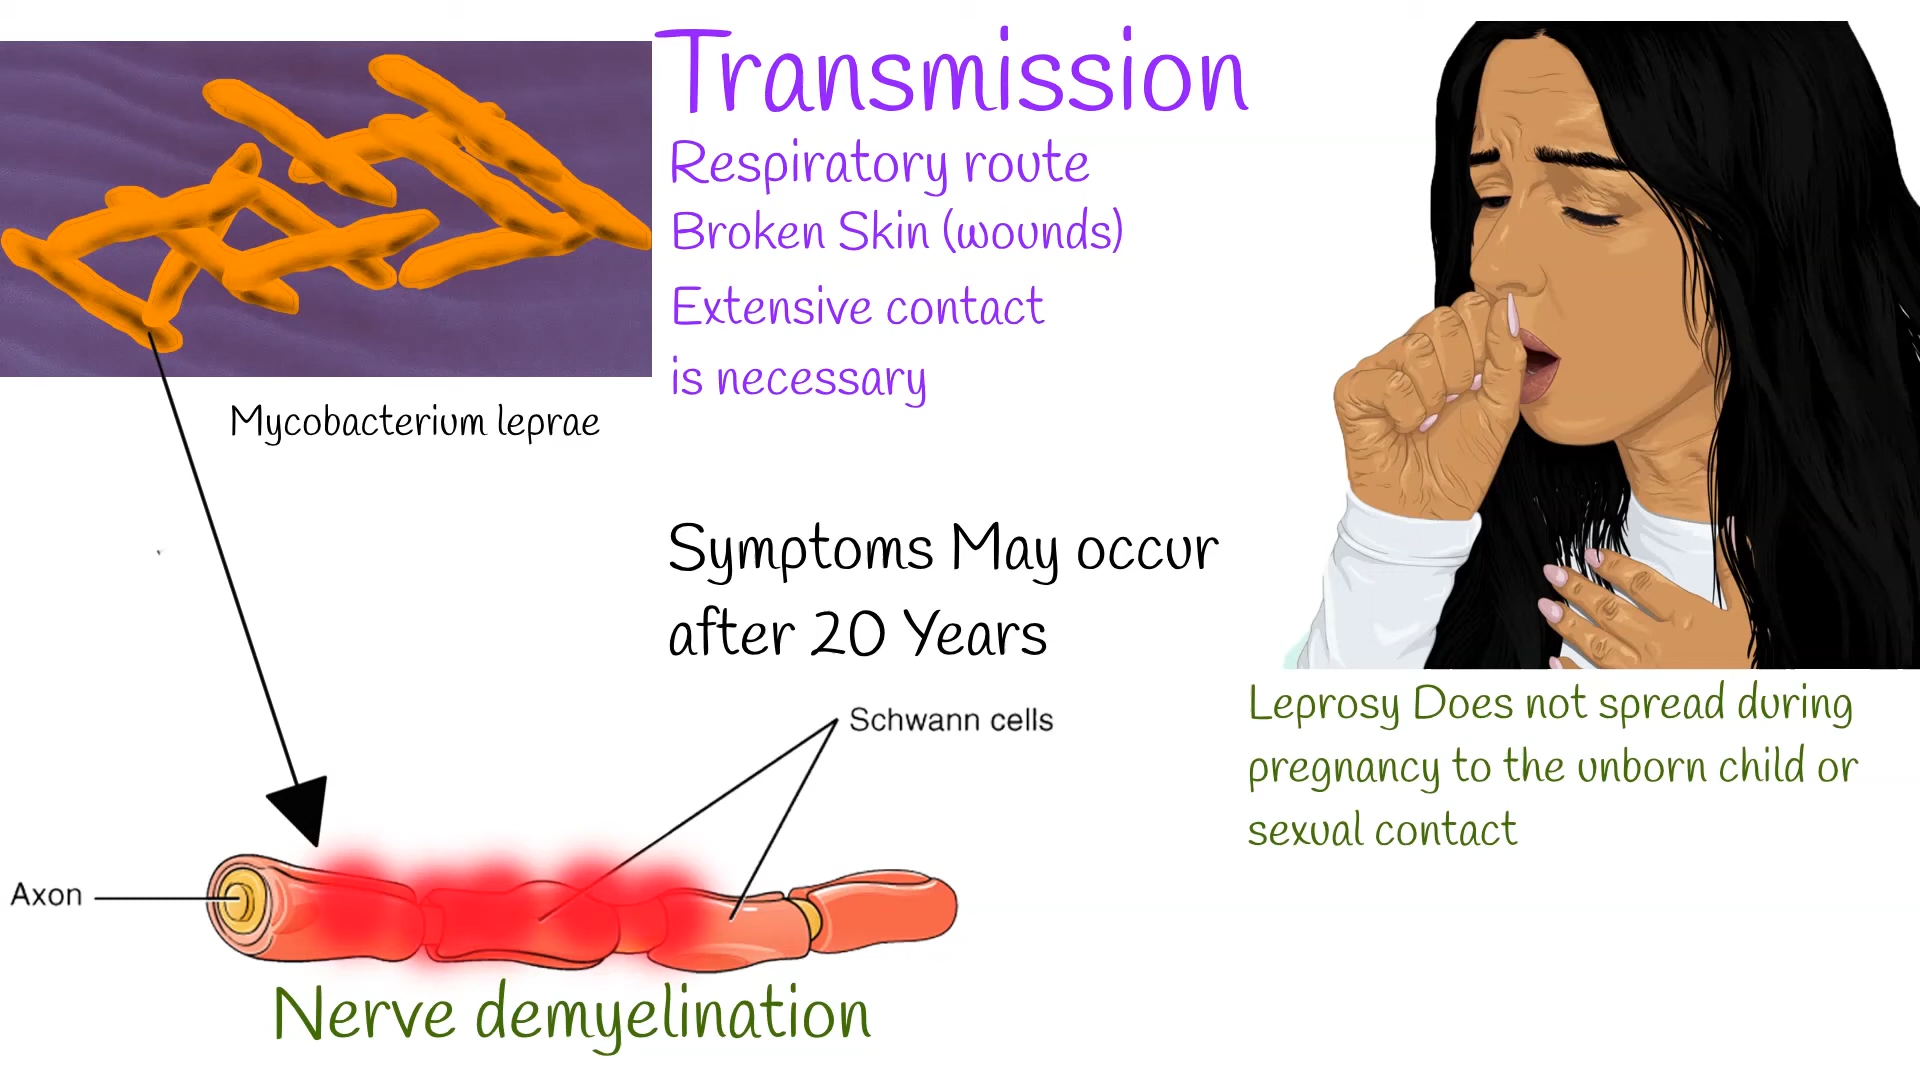 Transmission
Respiratory route
Broken Skin (wounds)
Extensive contact
is necessary
Mycobacterium leprae
Symptoms May occur
after 20 Years
Leprosy Does not spread during
pregnancy to the unborn child or
sexual contact
Schwann cells
Axon
Nerve demyelination